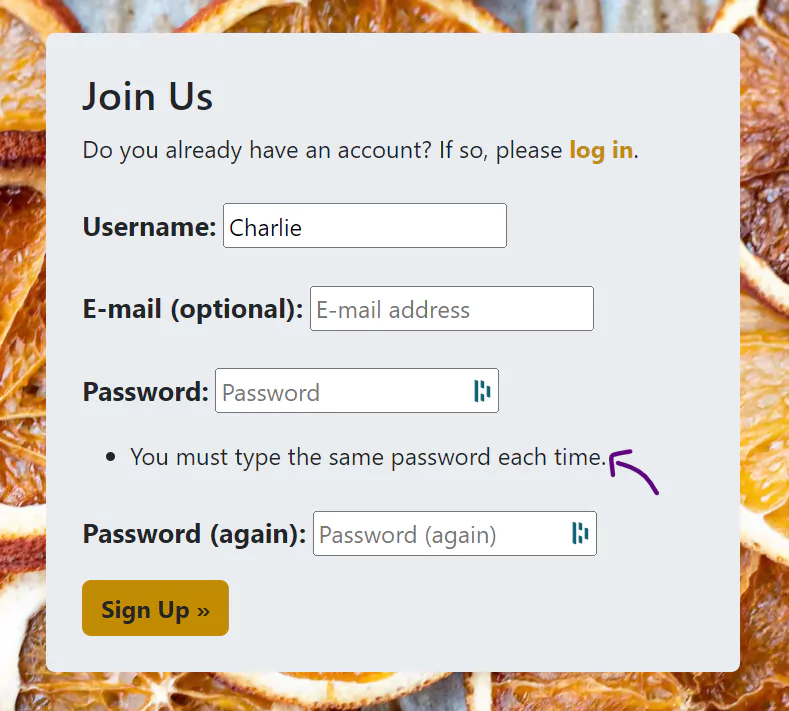 Join Us
Do you already have an account? If so, please log in.
Username: Charlie
E-mail (optional): E-mail address
Password: Password
• You must type the same password each time.
Password (again): Password (again)
Sign Up »